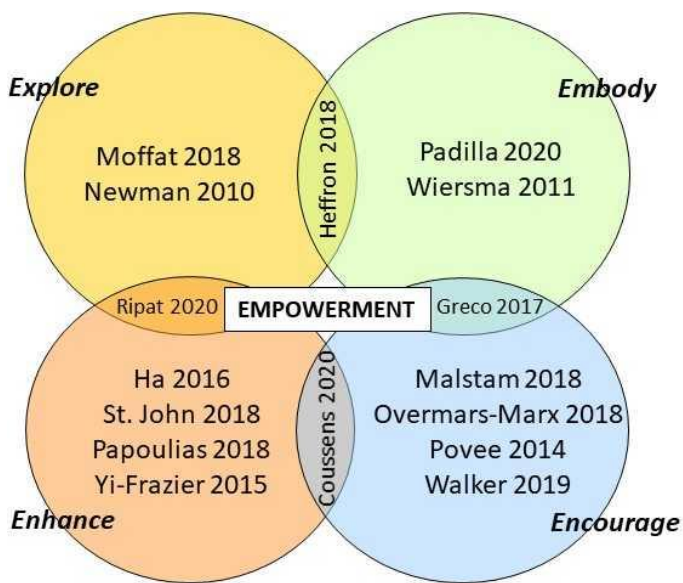 Explore
Embody
Moffat 2018
Newman 2010
Heffron 2018
Padilla 2020
Wiersma 2011
Ripat 2020
EMPOWERMENT
Greco 2017
Ha 2016
St. John 2018
Papoulias 2018
Yi-Frazier 2015
Coussens 2020
Malstam 2018
Overmars-Marx 2018
Povee 2014
Walker 2019
Enhance
Encourage